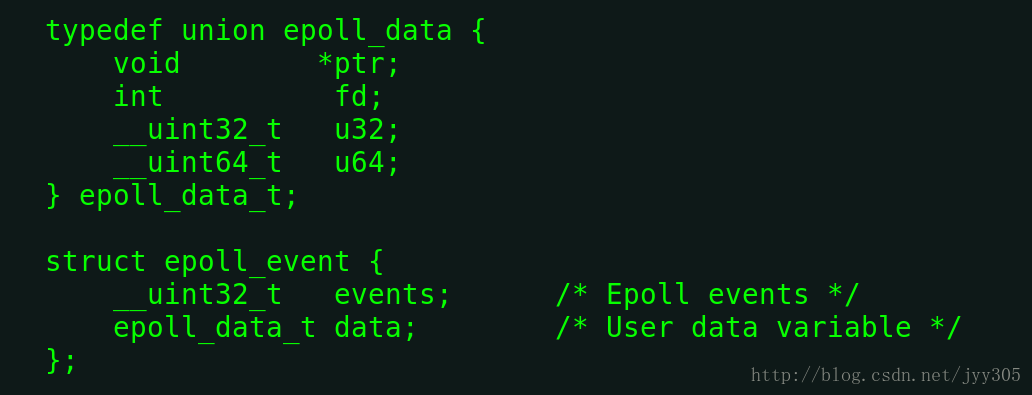 typedef union epoll_data {
    void        *ptr;
    int          fd;
    __uint32_t   u32;
    __uint64_t   u64;
} epoll_data_t;

struct epoll_event {
    __uint32_t   events;      /* Epoll events */
    epoll_data_t data;        /* User data variable */
};
http://blog.csdn.net/jyy305